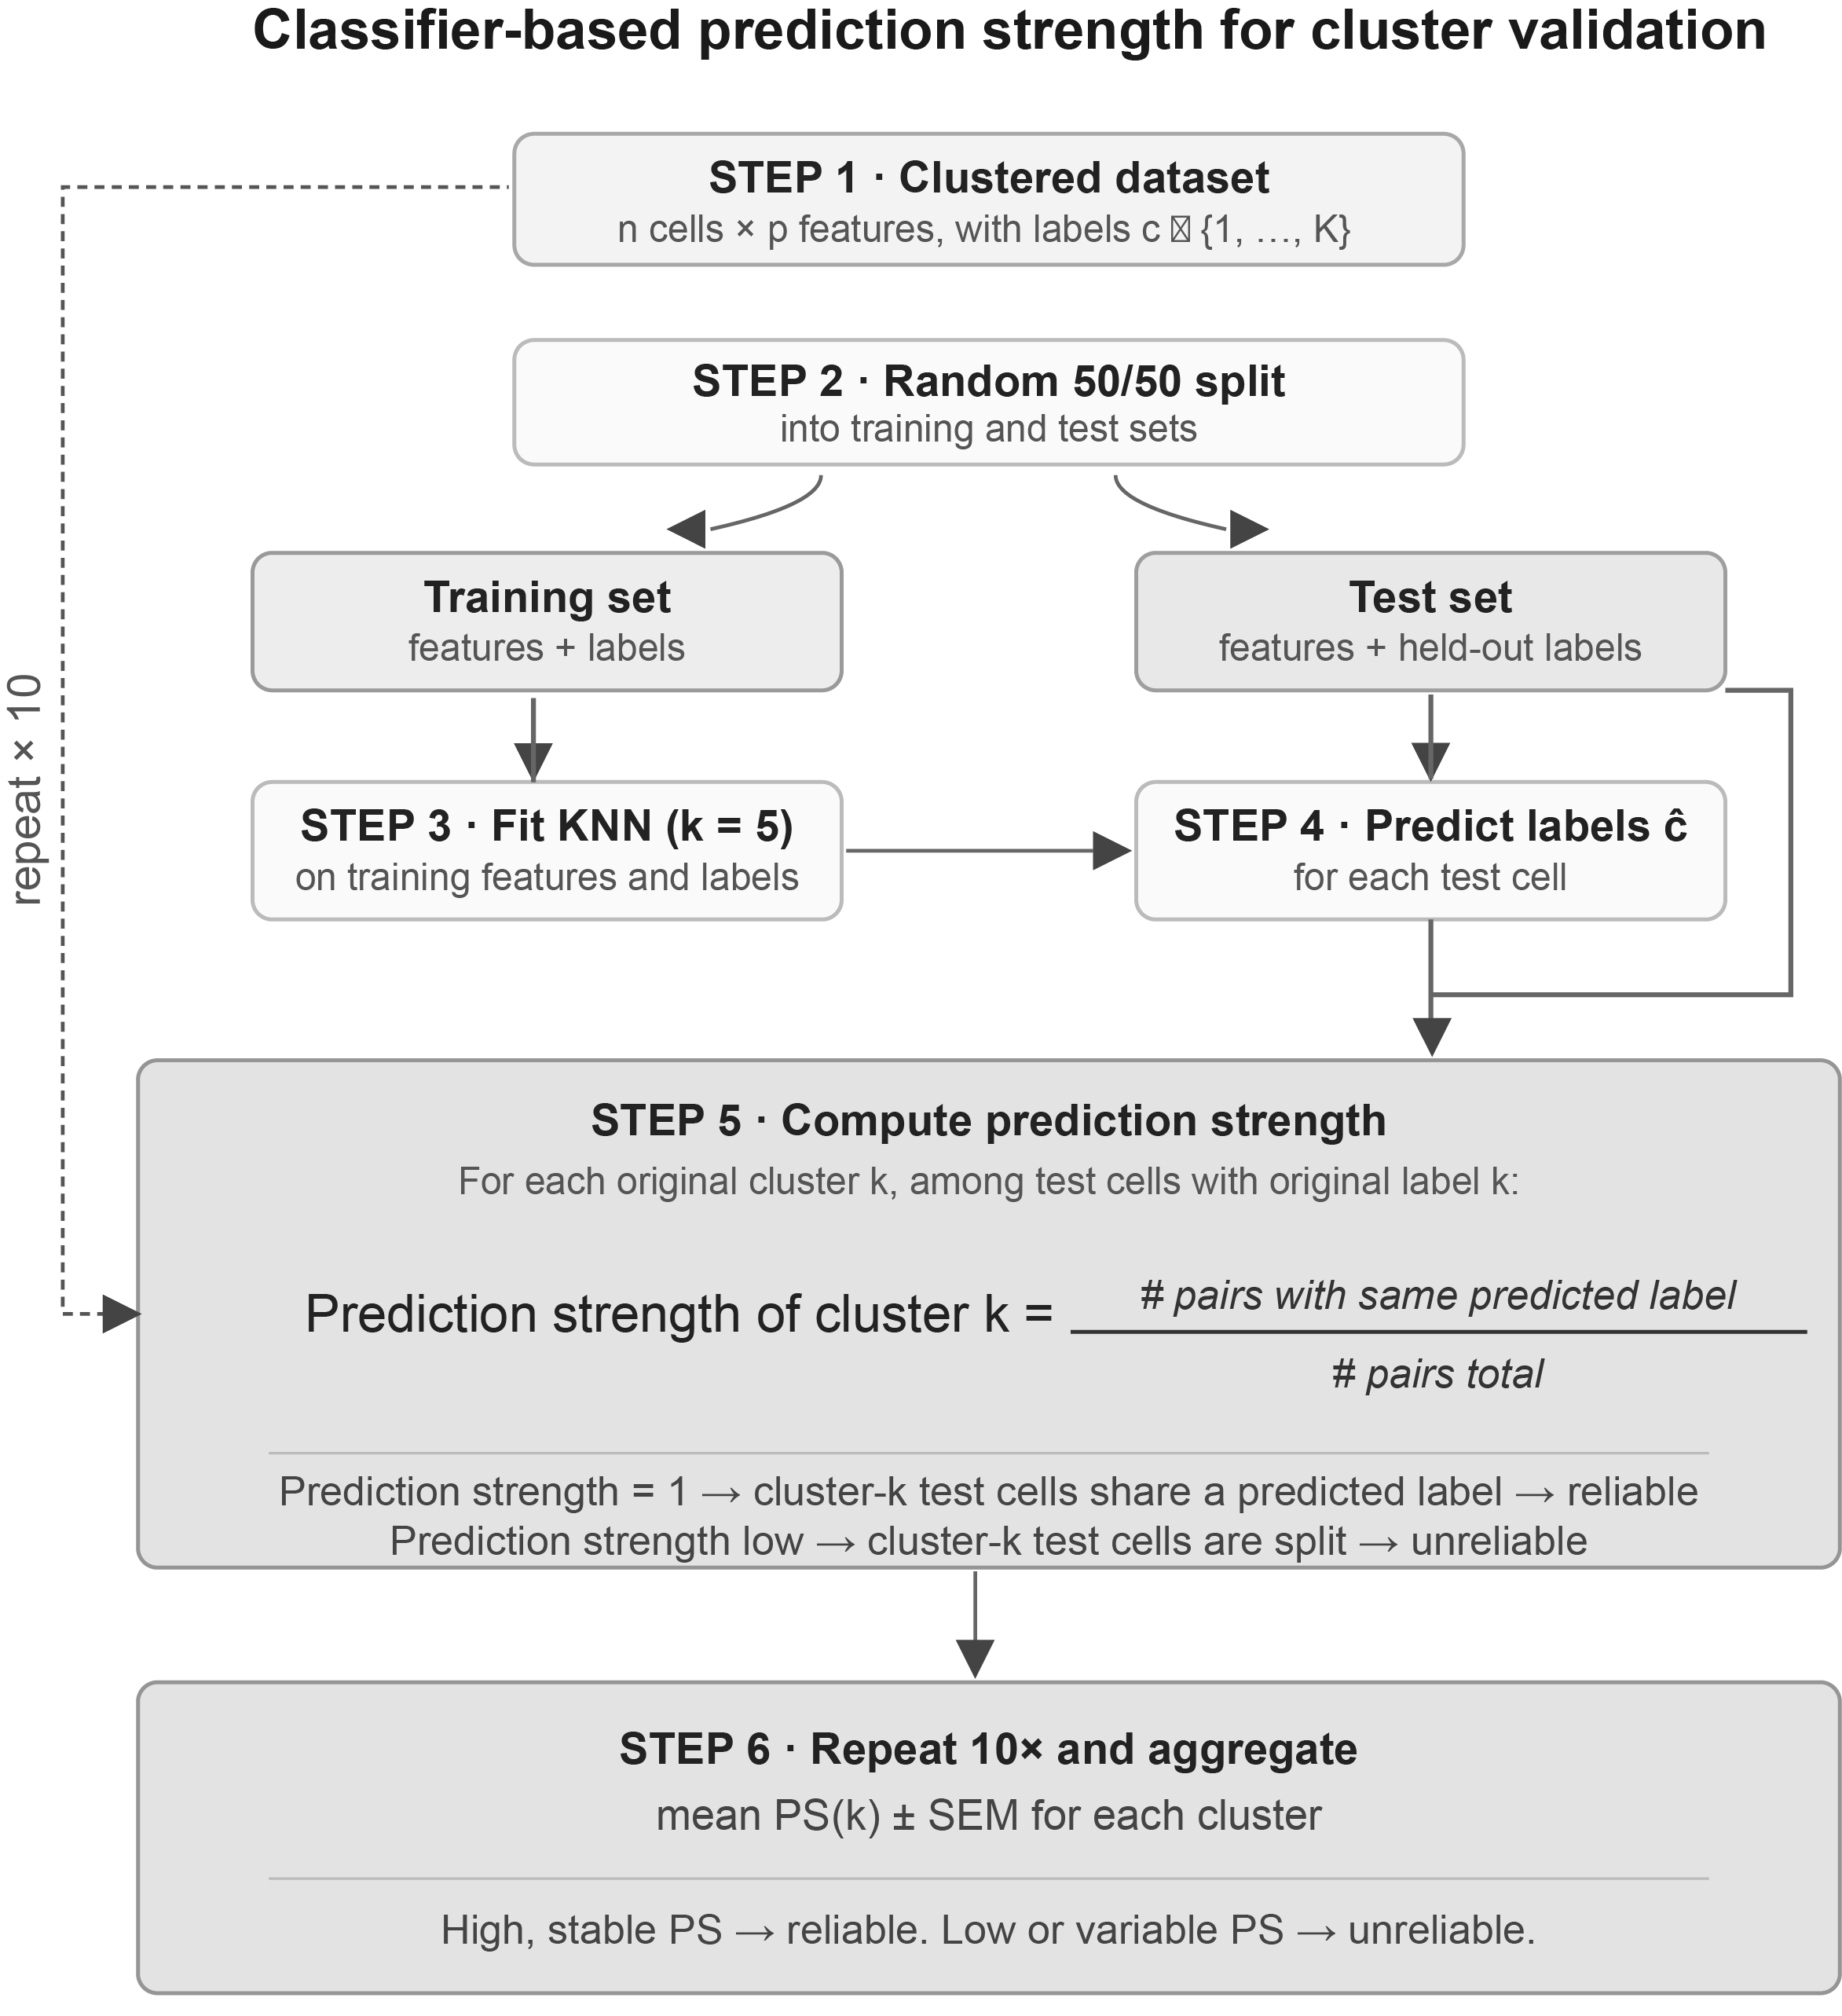 Classifier-based prediction strength for cluster validation
STEP 1 · Clustered dataset
n cells × p features, with labels c  {1, …, K}
STEP 2 · Random 50/50 split
into training and test sets
Training set
features + labels
Test set
features + held-out labels
repeat × 10
STEP 3 · Fit KNN (k = 5)
on training features and labels
STEP 4 · Predict labels ĉ
for each test cell
STEP 5 · Compute prediction strength
For each original cluster k, among test cells with original label k:
Prediction strength of cluster k =
# pairs with same predicted label
# pairs total
Prediction strength = 1 → cluster-k test cells share a predicted label → reliable
Prediction strength low → cluster-k test cells are split → unreliable
STEP 6 · Repeat 10× and aggregate
mean PS(k) ± SEM for each cluster
High, stable PS → reliable. Low or variable PS → unreliable.